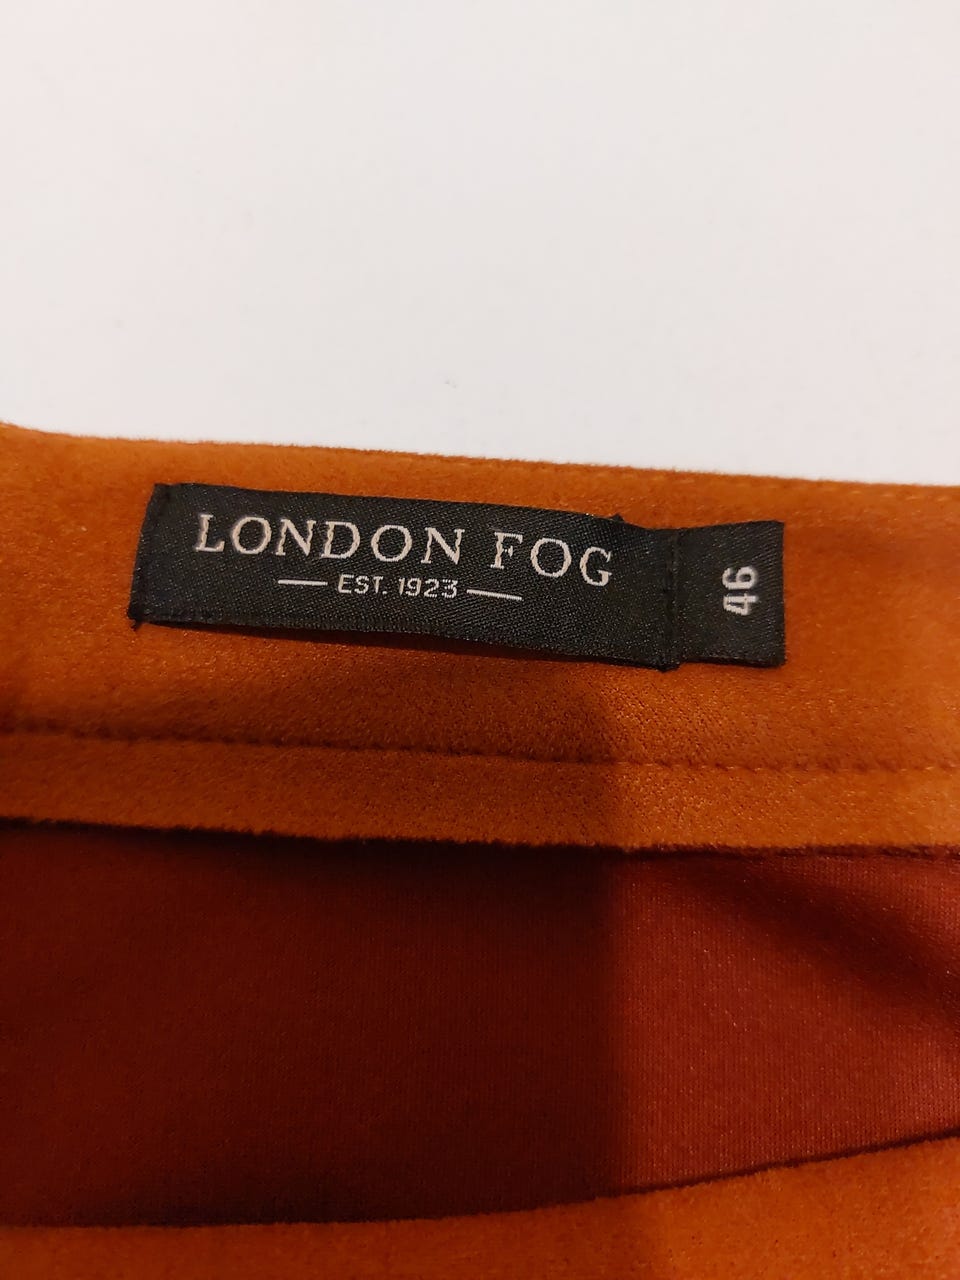 LONDON FOG
EST. 1923
46